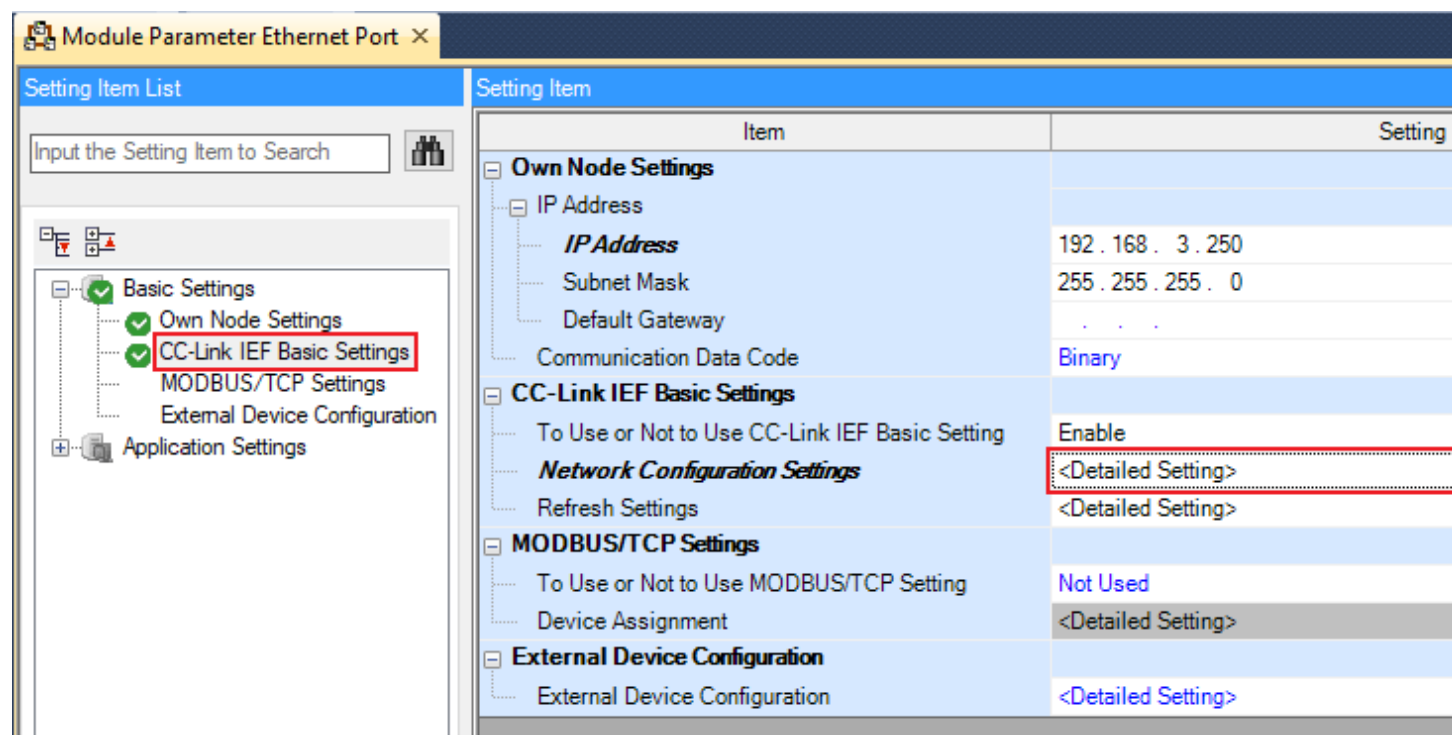 Module Parameter Ethernet Port
Setting Item List
Input the Setting Item to Search
Basic Settings
Own Node Settings
CC-Link IEF Basic Settings
MODBUS/TCP Settings
External Device Configuration
Application Settings
Setting Item
Item Setting
Own Node Settings
IP Address
IP Address 192 . 168 . 3 . 250
Subnet Mask 255 . 255 . 255 . 0
Default Gateway . . .
Communication Data Code Binary
CC-Link IEF Basic Settings
To Use or Not to Use CC-Link IEF Basic Setting Enable
Network Configuration Settings <Detailed Setting>
Refresh Settings <Detailed Setting>
MODBUS/TCP Settings
To Use or Not to Use MODBUS/TCP Setting Not Used
Device Assignment <Detailed Setting>
External Device Configuration
External Device Configuration <Detailed Setting>